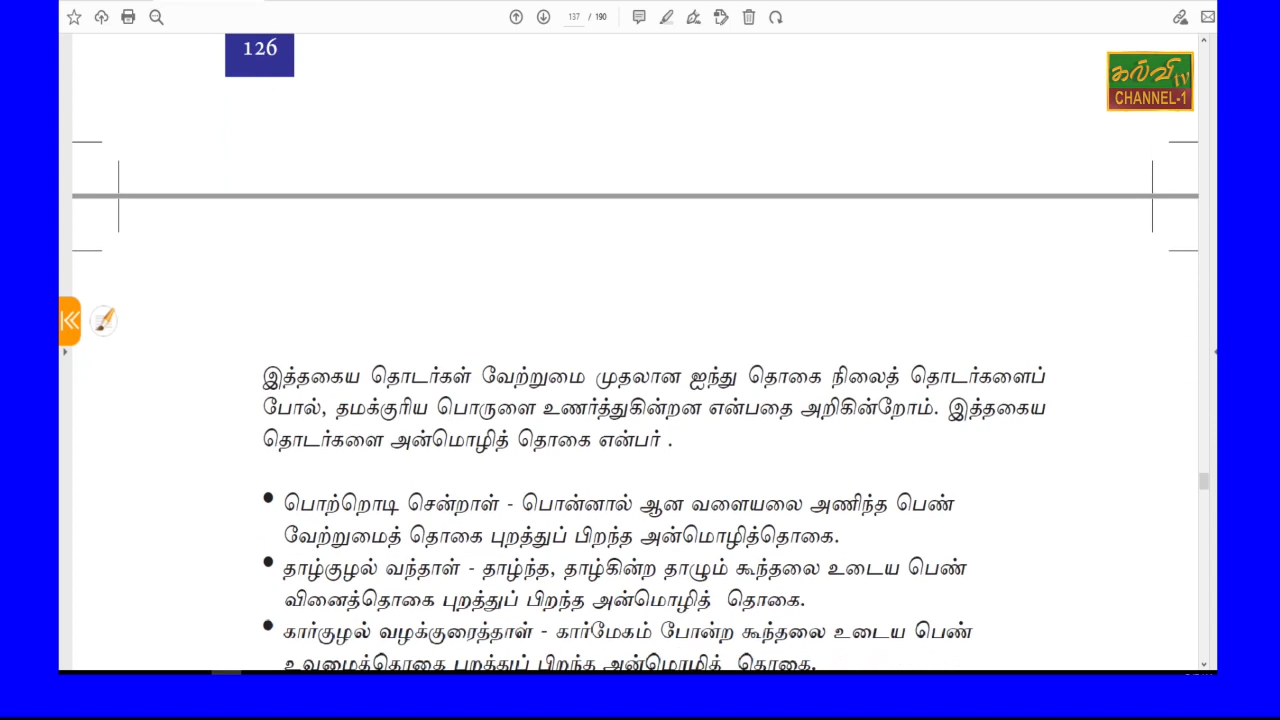 137 / 190
126
கல்வி TV
CHANNEL-1
இத்தகைய தொடர்கள் வேற்றுமை முதலான ஐந்து தொகை நிலைத் தொடர்களைப்
போல், தமக்குரிய பொருளை உணர்த்துகின்றன என்பதை அறிகின்றோம். இத்தகைய
தொடர்களை அன்மொழித் தொகை என்பர் .
• பொற்றொடி சென்றாள் - பொன்னால் ஆன வளையலை அணிந்த பெண்
வேற்றுமைத் தொகை புறத்துப் பிறந்த அன்மொழித்தொகை.
• தாழ்குழல் வந்தாள் - தாழ்ந்த, தாழ்கின்ற தாழும் கூந்தலை உடைய பெண்
வினைத்தொகை புறத்துப் பிறந்த அன்மொழித் தொகை.
• கார்குழல் வழக்குரைத்தாள் - கார்மேகம் போன்ற கூந்தலை உடைய பெண்
உவமைத்தொகை புறத்துப் பிறந்த அன்மொழித் தொகை.